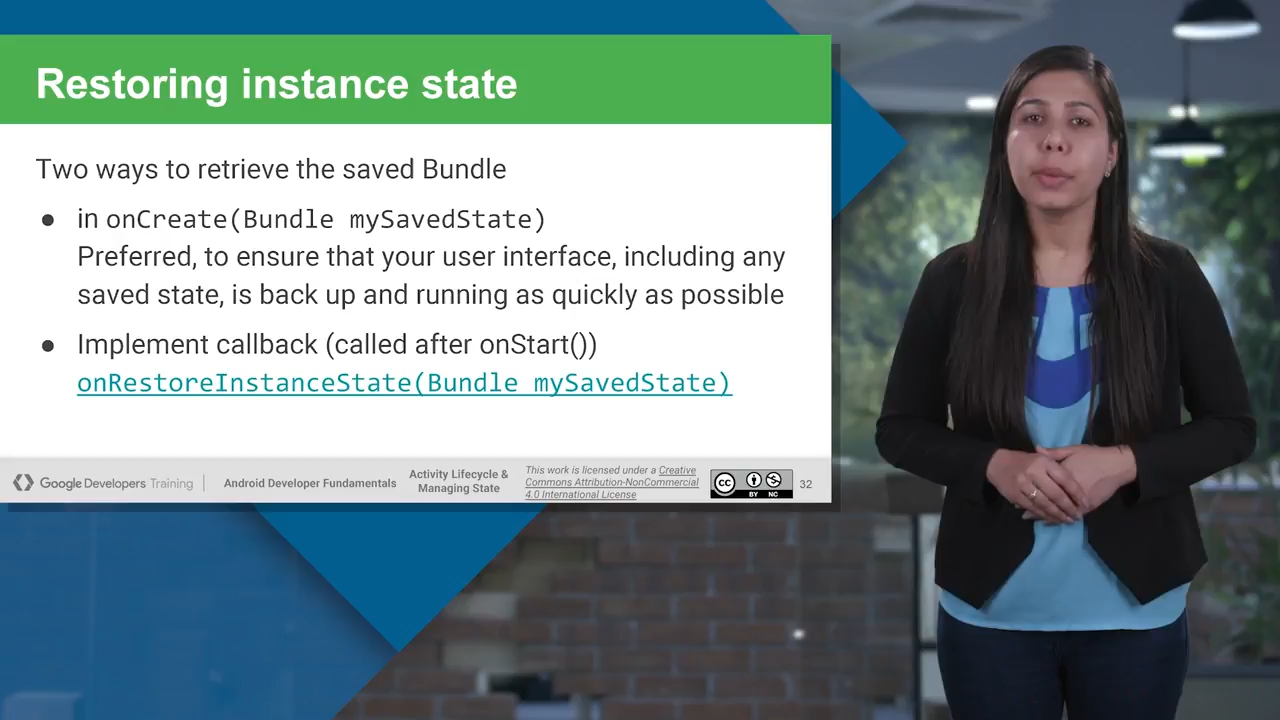 Restoring instance state
Two ways to retrieve the saved Bundle
● in onCreate(Bundle mySavedState)
Preferred, to ensure that your user interface, including any
saved state, is back up and running as quickly as possible
● Implement callback (called after onStart())
onRestoreInstanceState(Bundle mySavedState)
Google Developers Training
Android Developer Fundamentals
Activity Lifecycle &
Managing State
This work is licensed under a Creative
Commons Attribution-NonCommercial
4.0 International License
CC BY NC
32